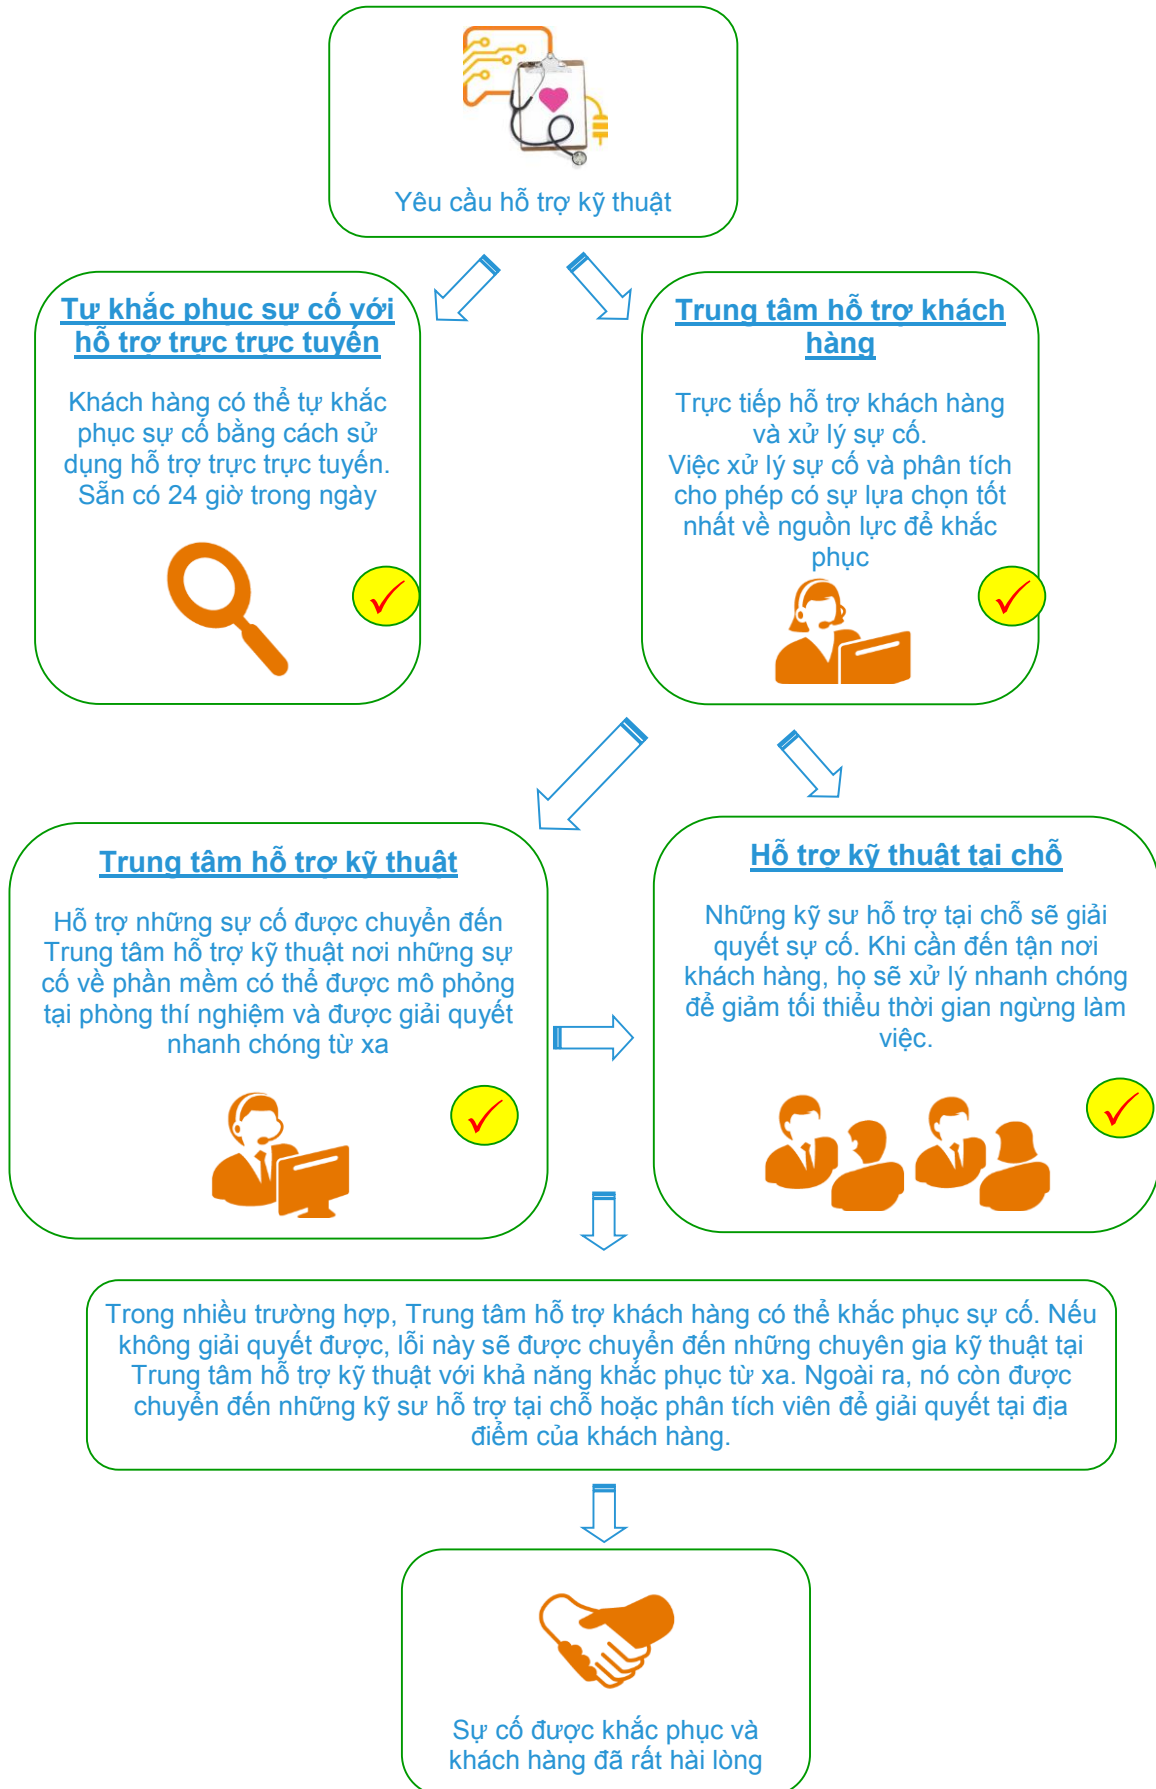 Yêu cầu hỗ trợ kỹ thuật
Tự khắc phục sự cố với
hỗ trợ trực trực tuyến
Khách hàng có thể tự khắc
phục sự cố bằng cách sử
dụng hỗ trợ trực trực tuyến.
Sẵn có 24 giờ trong ngày
Trung tâm hỗ trợ khách
hàng
Trực tiếp hỗ trợ khách hàng
và xử lý sự cố.
Việc xử lý sự cố và phân tích
cho phép có sự lựa chọn tốt
nhất về nguồn lực để khắc
phục
Trung tâm hỗ trợ kỹ thuật
Hỗ trợ những sự cố được chuyển đến
Trung tâm hỗ trợ kỹ thuật nơi những sự
cố về phần mềm có thể được mô phỏng
tại phòng thí nghiệm và được giải quyết
nhanh chóng từ xa
Hỗ trợ kỹ thuật tại chỗ
Những kỹ sư hỗ trợ tại chỗ sẽ giải
quyết sự cố. Khi cần đến tận nơi
khách hàng, họ sẽ xử lý nhanh chóng
để giảm tối thiểu thời gian ngừng làm
việc.
Trong nhiều trường hợp, Trung tâm hỗ trợ khách hàng có thể khắc phục sự cố. Nếu
không giải quyết được, lỗi này sẽ được chuyển đến những chuyên gia kỹ thuật tại
Trung tâm hỗ trợ kỹ thuật với khả năng khắc phục từ xa. Ngoài ra, nó còn được
chuyển đến những kỹ sư hỗ trợ tại chỗ hoặc phân tích viên để giải quyết tại địa
điểm của khách hàng.
Sự cố được khắc phục và
khách hàng đã rất hài lòng